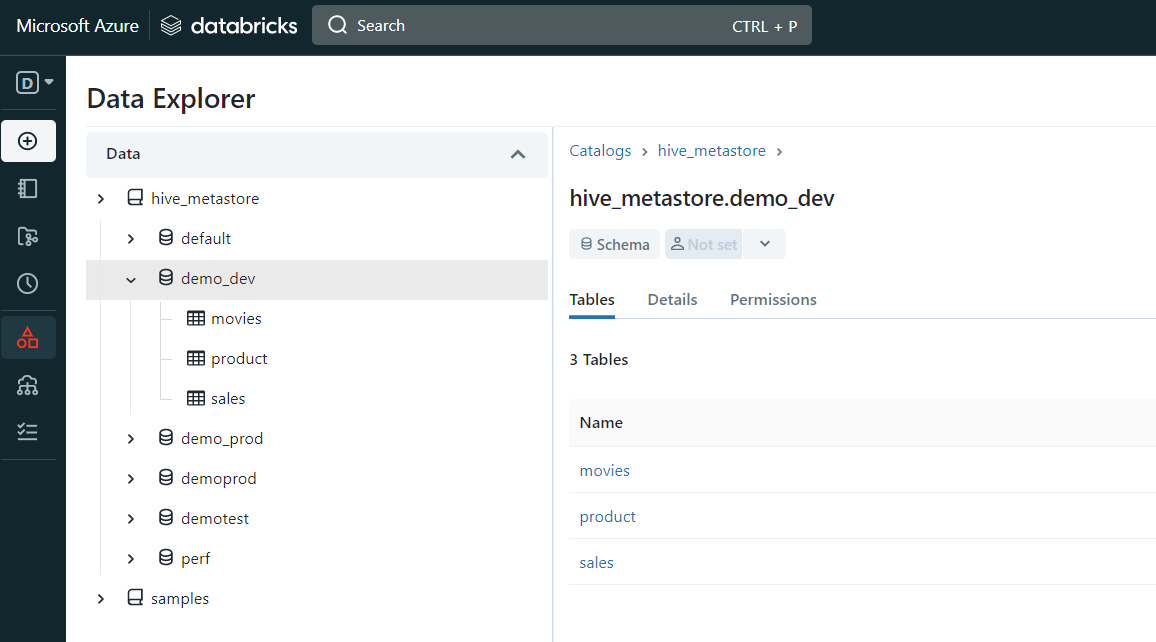 Microsoft Azure databricks Search CTRL + P
D
Data Explorer
Data
hive_metastore
default
demo_dev
movies
product
sales
demo_prod
demoprod
demotest
perf
samples
Catalogs › hive_metastore ›
hive_metastore.demo_dev
Schema Not set
Tables Details Permissions
3 Tables
Name
movies
product
sales